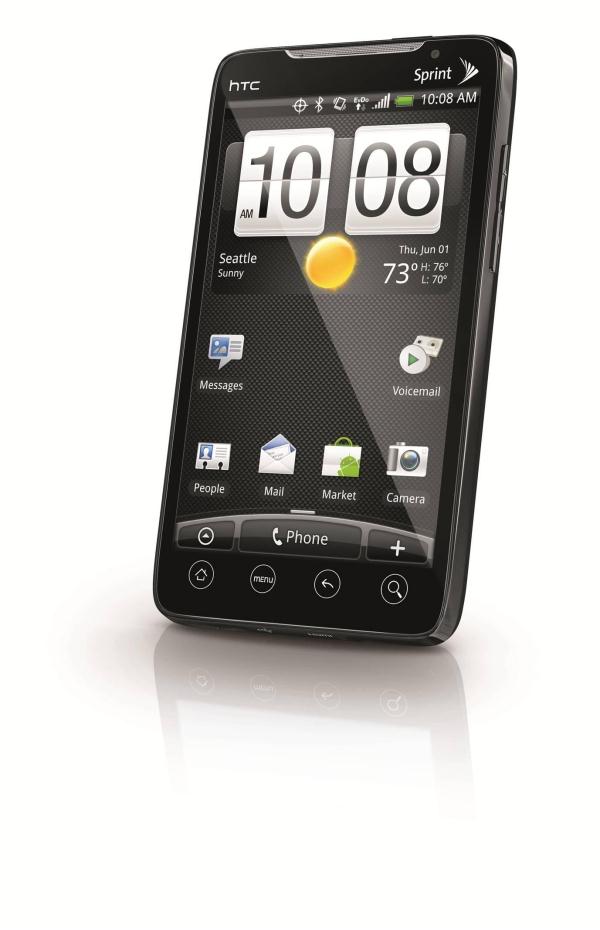 hTC
Sprint
EvDo
10:08 AM
AM 10 08
Seattle
Sunny
Thu, Jun 01
73° H: 76°
L: 70°
Messages
Voicemail
People
Mail
Market
Camera
Phone
MENU